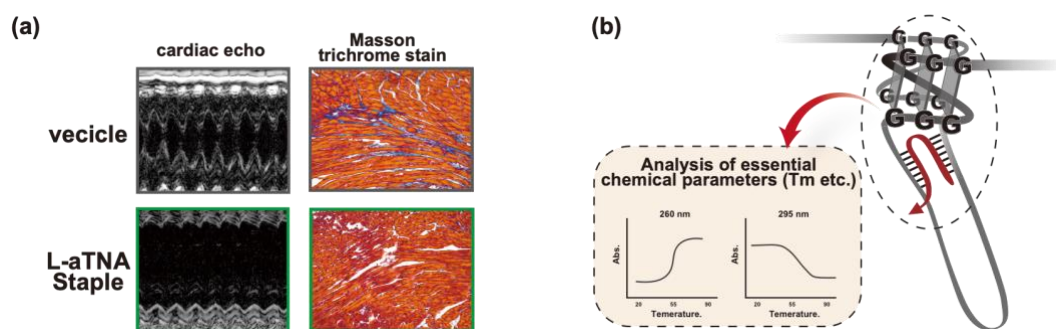 (a)
cardiac echo
Masson
trichrome stain
vecicle
L-aTNA
Staple
(b)
G G G
G G G
G G G
G G G
Analysis of essential
chemical parameters (Tm etc.)
260 nm
295 nm
Abs.
20 55 90
Temerature.
Abs.
20 55 90
Temerature.